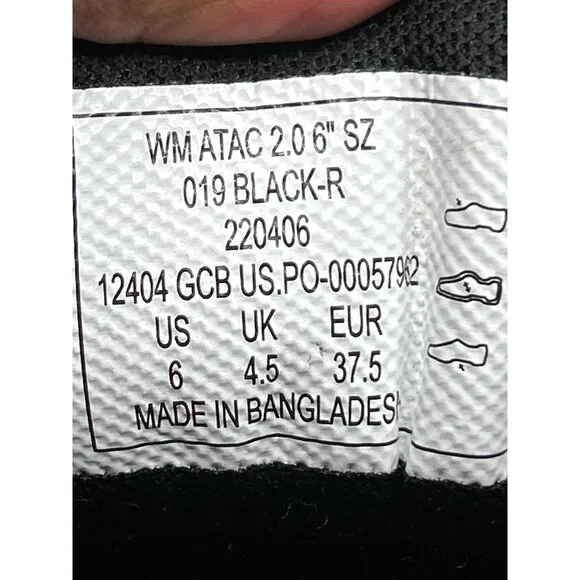 WM ATAC 2.0 6" SZ
019 BLACK-R
220406
12404 GCB US.PO-00057962
US UK EUR
6 4.5 37.5
MADE IN BANGLADESH